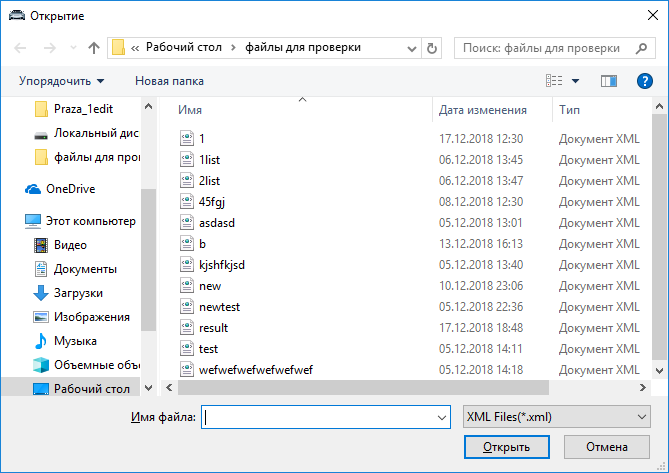 Открытие
« Рабочий стол › файлы для проверки
Поиск: файлы для проверки
Упорядочить Новая папка
Praza_1edit
Локальный дис
файлы для пров
OneDrive
Этот компьютер
Видео
Документы
Загрузки
Изображения
Музыка
Объемные объ
Рабочий стол
Имя Дата изменения Тип
1 17.12.2018 12:30 Документ XML
1list 06.12.2018 13:45 Документ XML
2list 06.12.2018 13:47 Документ XML
45fgj 08.12.2018 12:30 Документ XML
asdasd 05.12.2018 13:01 Документ XML
b 13.12.2018 16:13 Документ XML
kjshfkjsd 05.12.2018 13:40 Документ XML
new 10.12.2018 23:06 Документ XML
newtest 05.12.2018 22:36 Документ XML
result 17.12.2018 18:48 Документ XML
test 05.12.2018 14:11 Документ XML
wefwefwefwefwefwef 05.12.2018 14:18 Документ XML
Имя файла:
XML Files(*.xml)
Открыть Отмена